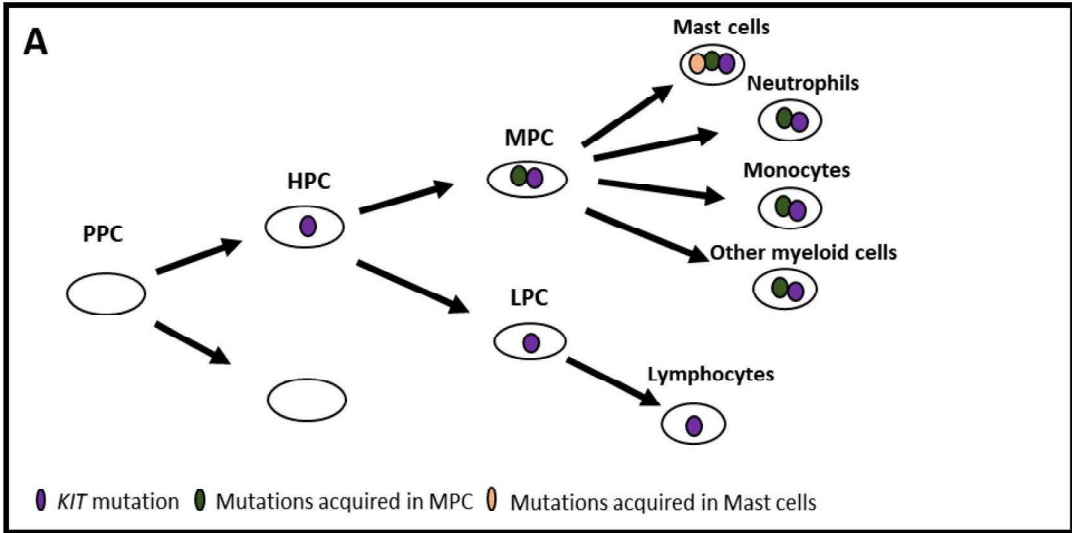 A
Mast cells
Neutrophils
MPC
Monocytes
HPC
PPC
Other myeloid cells
LPC
Lymphocytes
KIT mutation Mutations acquired in MPC Mutations acquired in Mast cells